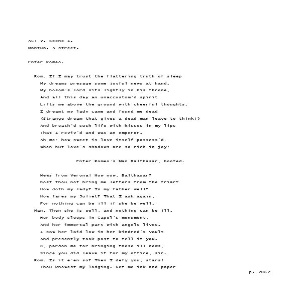 ACT V, SCENE I.
Mantua. A street.
Enter Romeo.
Rom. If I may trust the flattering truth of sleep
My dreams presage some joyful news at hand.
My bosom's lord sits lightly in his throne,
And all this day an unaccustom'd spirit
Lifts me above the ground with cheerful thoughts.
I dreamt my lady came and found me dead
(Strange dream that gives a dead man leave to think!)
And breath'd such life with kisses in my lips
That I reviv'd and was an emperor.
Ah me! how sweet is love itself possess'd,
When but love's shadows are so rich in joy!
Enter Romeo's Man Balthasar, booted.
News from Verona! How now, Balthasar?
Dost thou not bring me letters from the friar?
How doth my lady? Is my father well?
How fares my Juliet? That I ask again,
For nothing can be ill if she be well.
Man. Then she is well, and nothing can be ill.
Her body sleeps in Capel's monument,
And her immortal part with angels lives.
I saw her laid low in her kindred's vault
And presently took post to tell it you.
O, pardon me for bringing these ill news,
Since you did leave it for my office, sir.
Rom. Is it e'en so? Then I defy you, stars!
Thou knowest my lodging. Get me ink and paper